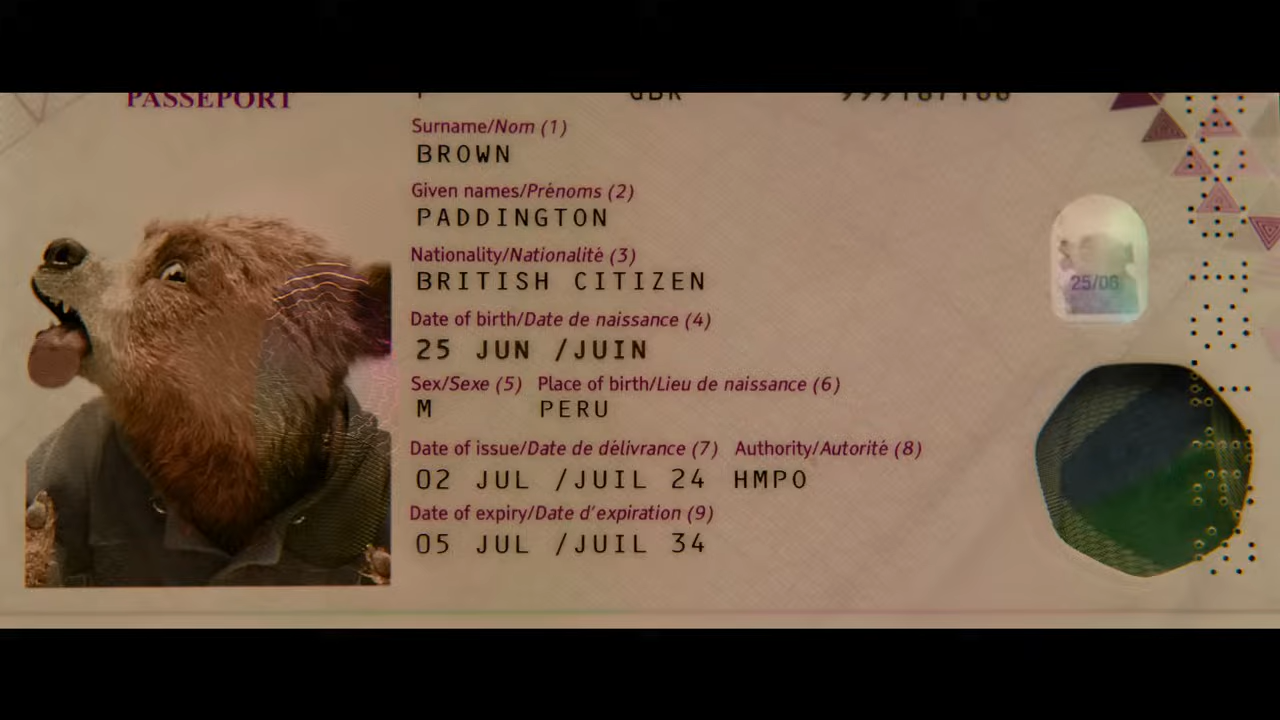 PASSEPORT
GBR
Surname/Nom (1)
BROWN
Given names/Prénoms (2)
PADDINGTON
Nationality/Nationalité (3)
BRITISH CITIZEN
Date of birth/Date de naissance (4)
25 JUN /JUIN
Sex/Sexe (5) Place of birth/Lieu de naissance (6)
M PERU
Date of issue/Date de délivrance (7) Authority/Autorité (8)
02 JUL /JUIL 24 HMPO
Date of expiry/Date d'expiration (9)
05 JUL /JUIL 34